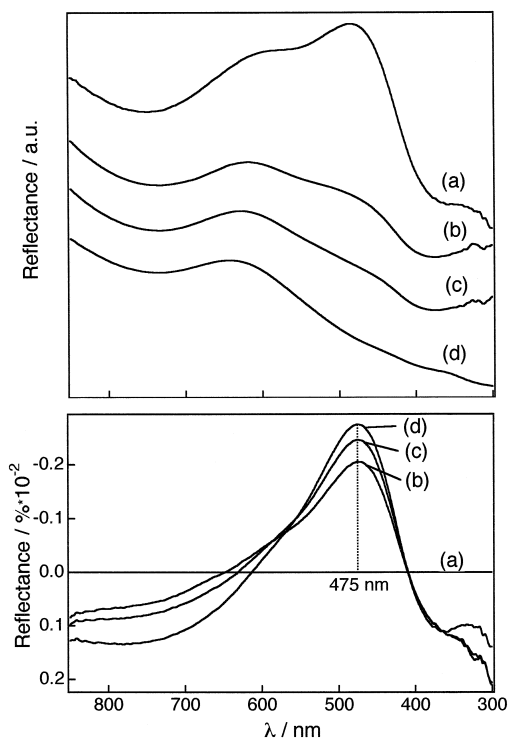 Reflectance / a.u.
(a)
(b)
(c)
(d)
Reflectance / %*10⁻²
-0.2
-0.1
0.0
0.1
0.2
(d)
(c)
(b)
(a)
475 nm
800 700 600 500 400 300
λ / nm